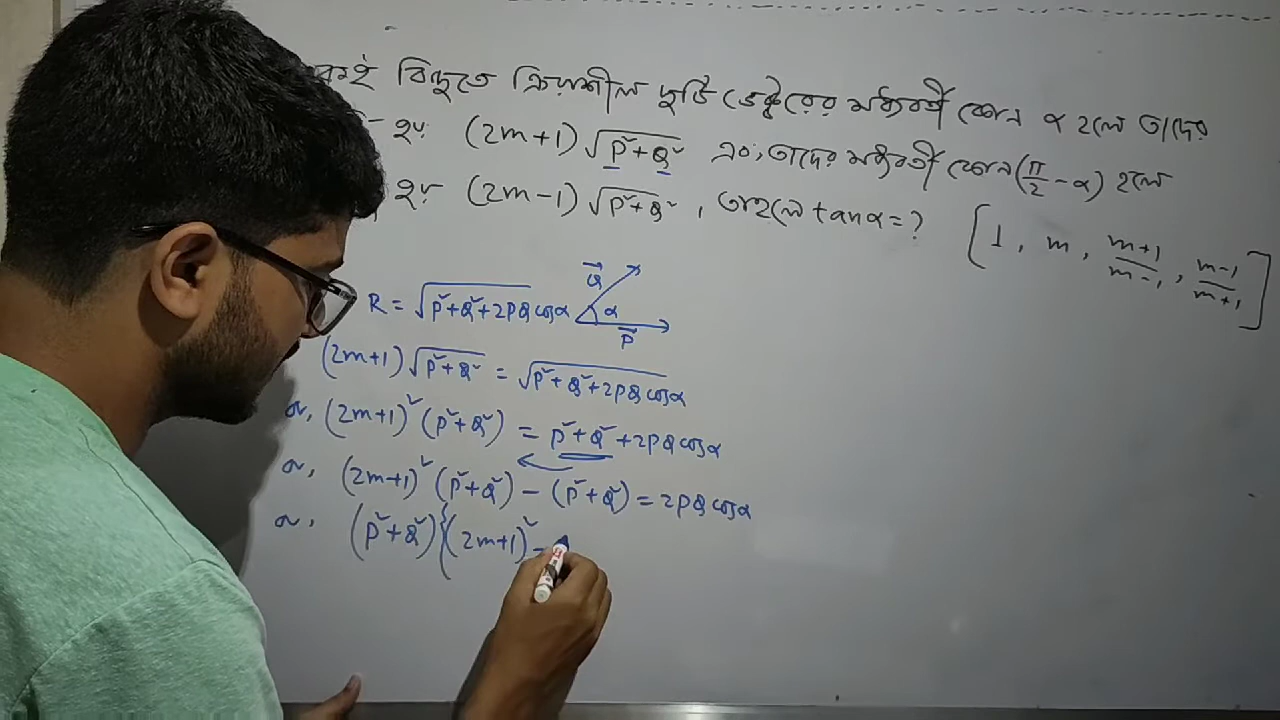 বিন্দুতে ক্রিয়াশীল দুটি ভেক্টরের মধ্যবর্তী কোন α হলে তাদের
হয় (2m+1)√(P²+Q²) এবং তাদের মধ্যবর্তী কোন (π/2 - α) হলে
হয় (2m-1)√(P²+Q²), তাহলে tanα = ? [1, m, (m+1)/(m-1), (m-1)/(m+1)]
R = √(P²+Q²+2PQ cosα) Q⃗ α P⃗
(2m+1)√(P²+Q²) = √(P²+Q²+2PQ cosα)
বা, (2m+1)² (P²+Q²) = P²+Q²+2PQ cosα
বা, (2m+1)² (P²+Q²) - (P²+Q²) = 2PQ cosα
বা, (P²+Q²){(2m+1)² -